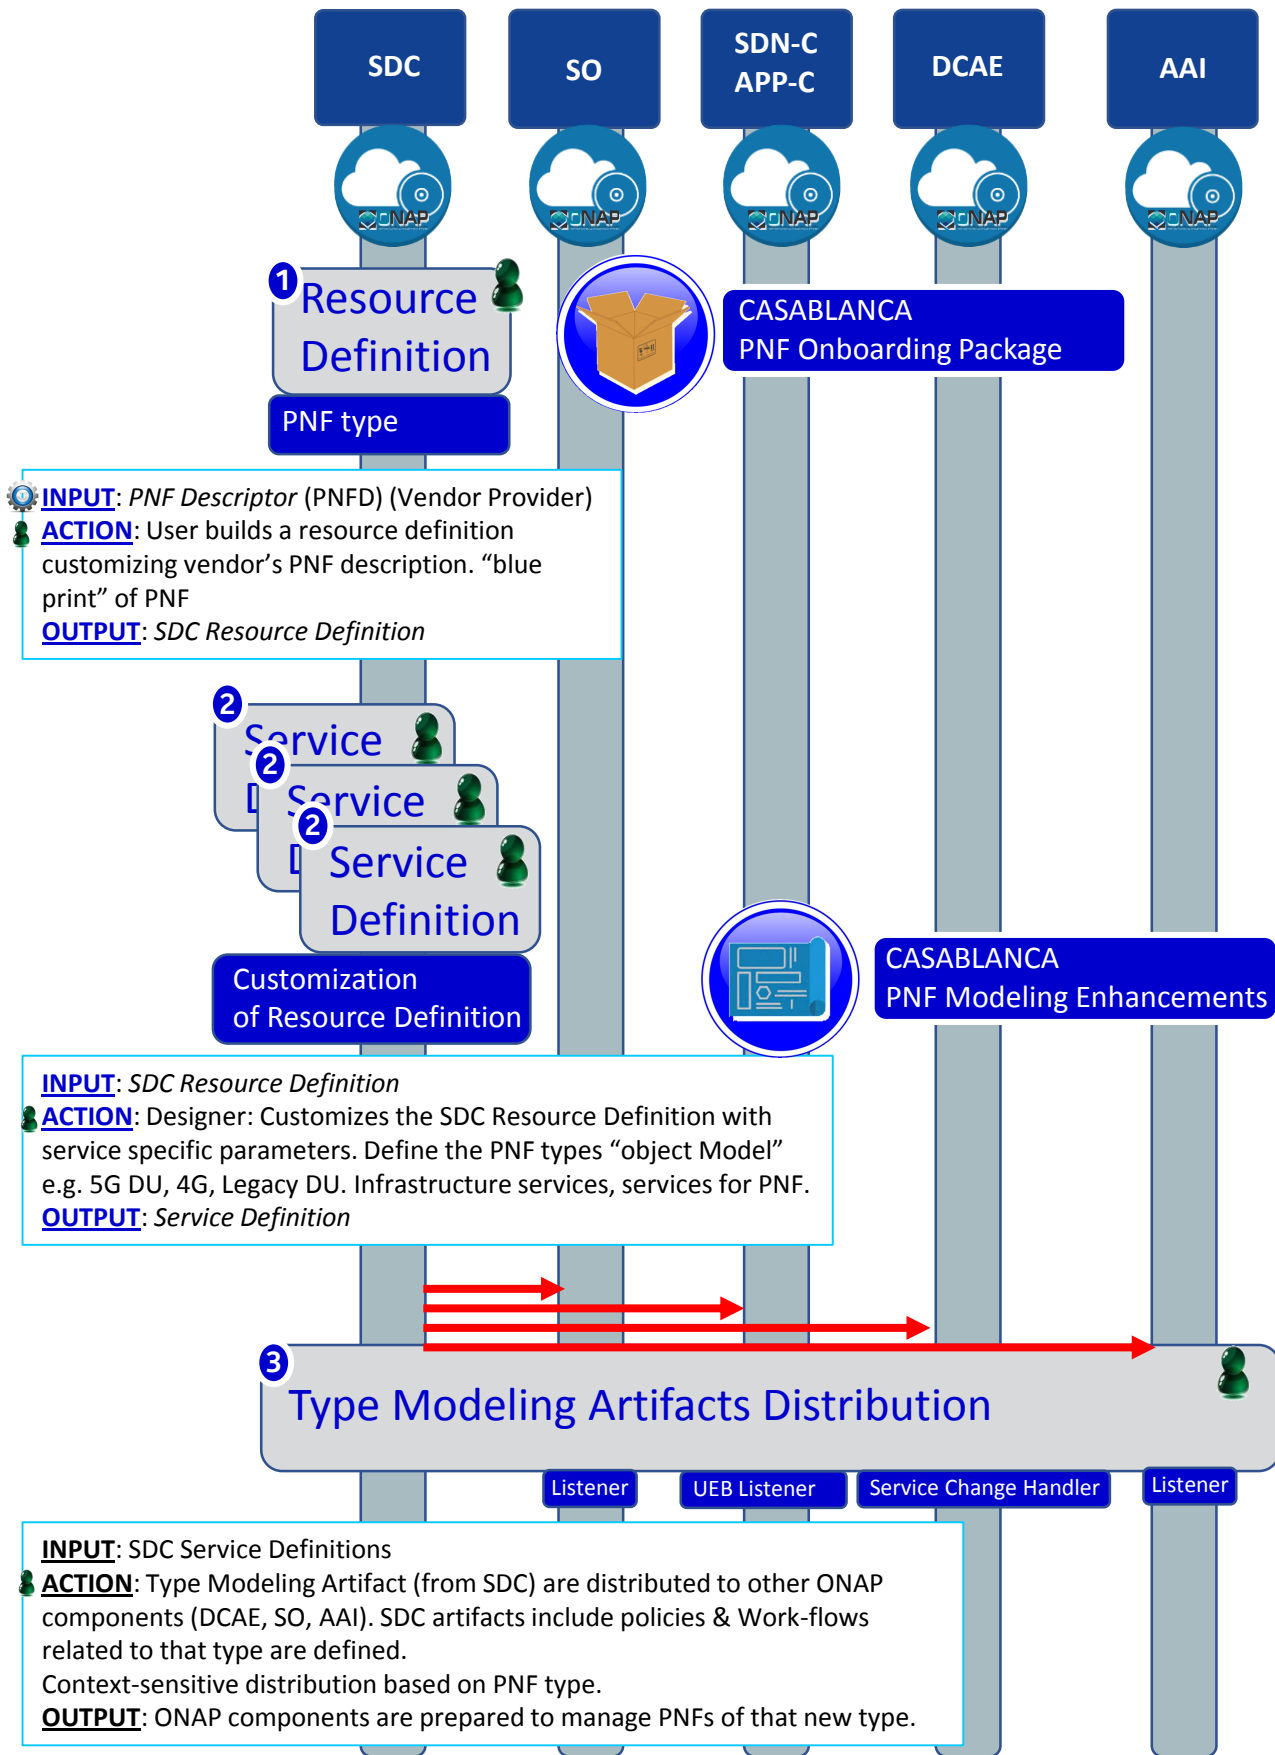 SDC
SO
SDN-C
APP-C
DCAE
AAI
ONAP
ONAP
ONAP
ONAP
ONAP
1
Resource
Definition
PNF type
CASABLANCA
PNF Onboarding Package
INPUT: PNF Descriptor (PNFD) (Vendor Provider)
ACTION: User builds a resource definition
customizing vendor’s PNF description. “blue
print” of PNF
OUTPUT: SDC Resource Definition
2
Service
D
2
Service
D
2
Service
Definition
Customization
of Resource Definition
CASABLANCA
PNF Modeling Enhancements
INPUT: SDC Resource Definition
ACTION: Designer: Customizes the SDC Resource Definition with
service specific parameters. Define the PNF types “object Model”
e.g. 5G DU, 4G, Legacy DU. Infrastructure services, services for PNF.
OUTPUT: Service Definition
3
Type Modeling Artifacts Distribution
Listener
UEB Listener
Service Change Handler
Listener
INPUT: SDC Service Definitions
ACTION: Type Modeling Artifact (from SDC) are distributed to other ONAP
components (DCAE, SO, AAI). SDC artifacts include policies & Work-flows
related to that type are defined.
Context-sensitive distribution based on PNF type.
OUTPUT: ONAP components are prepared to manage PNFs of that new type.